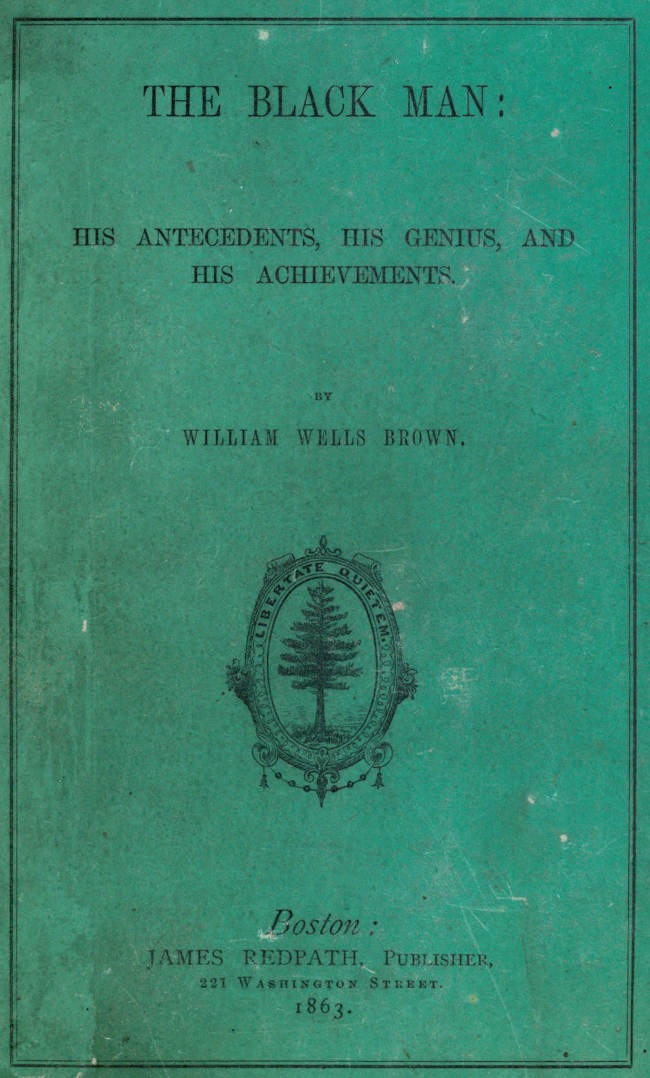 THE BLACK MAN:
HIS ANTECEDENTS, HIS GENIUS, AND
HIS ACHIEVEMENTS.
BY
WILLIAM WELLS BROWN.
LIBERTATE QUIETEM.
Boston:
JAMES REDPATH, PUBLISHER,
221 WASHINGTON STREET.
1863.